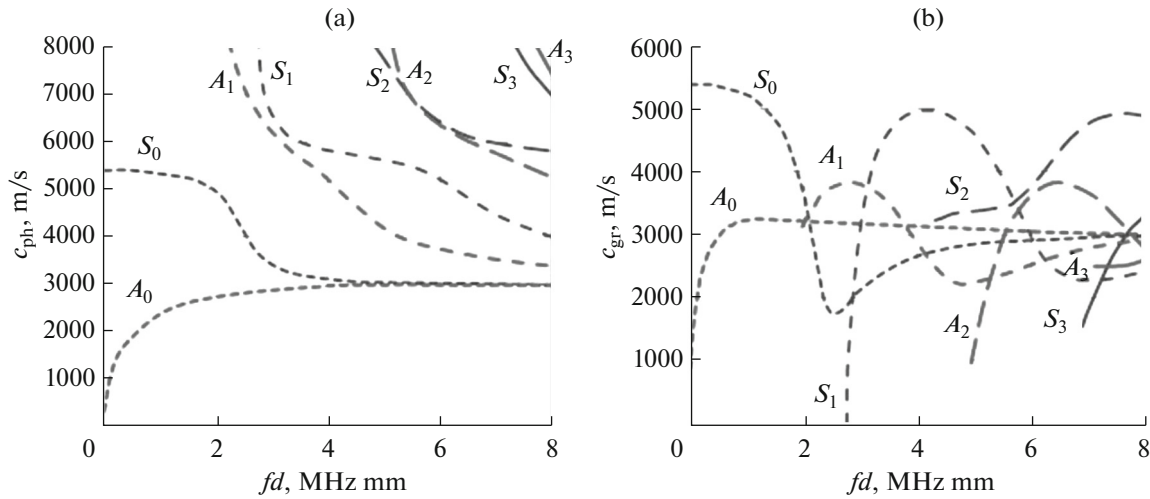 (a)
8000
7000
6000
5000
4000
3000
2000
1000
0
2
4
6
8
c_ph, m/s
fd, MHz mm
A_1
S_1
S_2
A_2
S_3
A_3
S_0
A_0
(b)
6000
5000
4000
3000
2000
1000
0
2
4
6
8
c_gr, m/s
fd, MHz mm
S_0
A_1
A_0
S_2
S_1
A_2
A_3
S_3